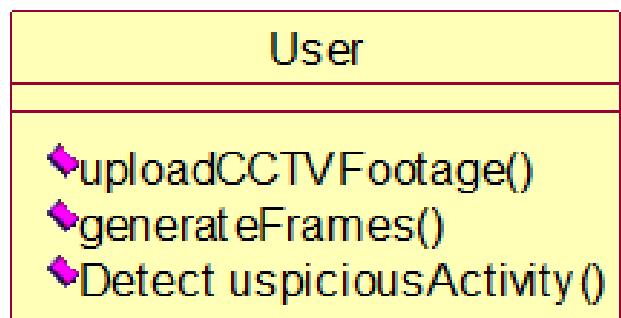 User
uploadCCTVFootage()
generateFrames()
Detect uspiciousActivity()